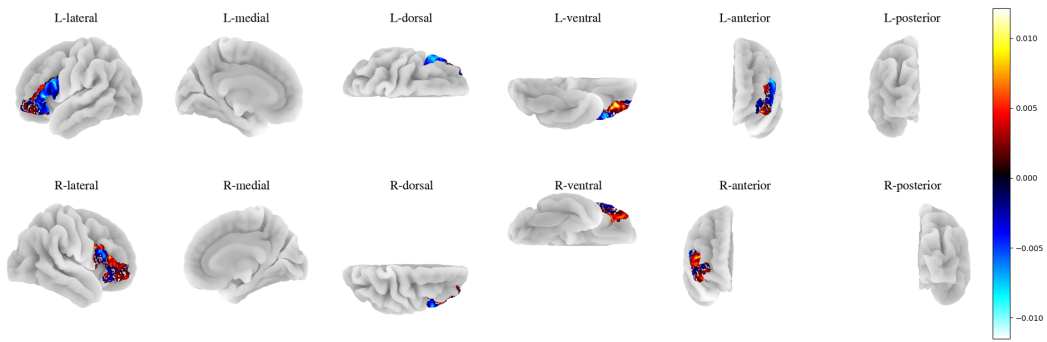 L-lateral
L-medial
L-dorsal
L-ventral
L-anterior
L-posterior
R-lateral
R-medial
R-dorsal
R-ventral
R-anterior
R-posterior
0.010
0.005
0.000
−0.005
−0.010